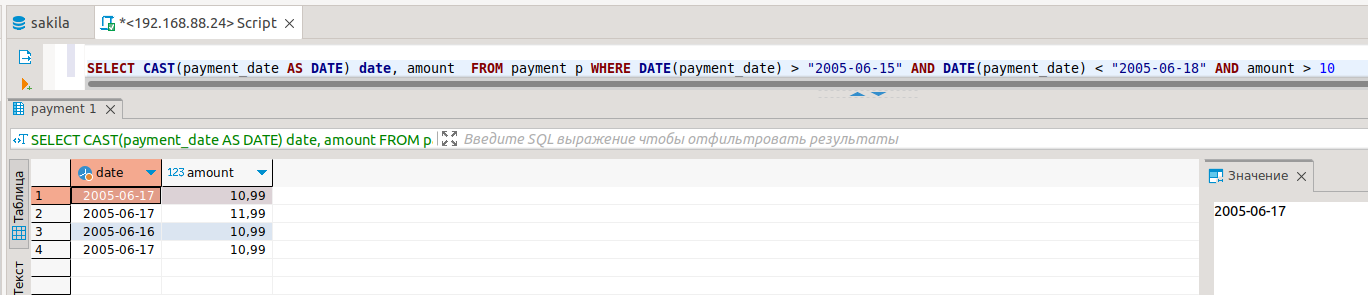 sakila
*<192.168.88.24> Script
SELECT CAST(payment_date AS DATE) date, amount  FROM payment p WHERE DATE(payment_date) > "2005-06-15" AND DATE(payment_date) < "2005-06-18" AND amount > 10
payment 1
SELECT CAST(payment_date AS DATE) date, amount FROM p
Введите SQL выражение чтобы отфильтровать результаты
Таблица
Текст
date 123 amount
1 2005-06-17 10,99
2 2005-06-17 11,99
3 2005-06-16 10,99
4 2005-06-17 10,99
Значение
2005-06-17